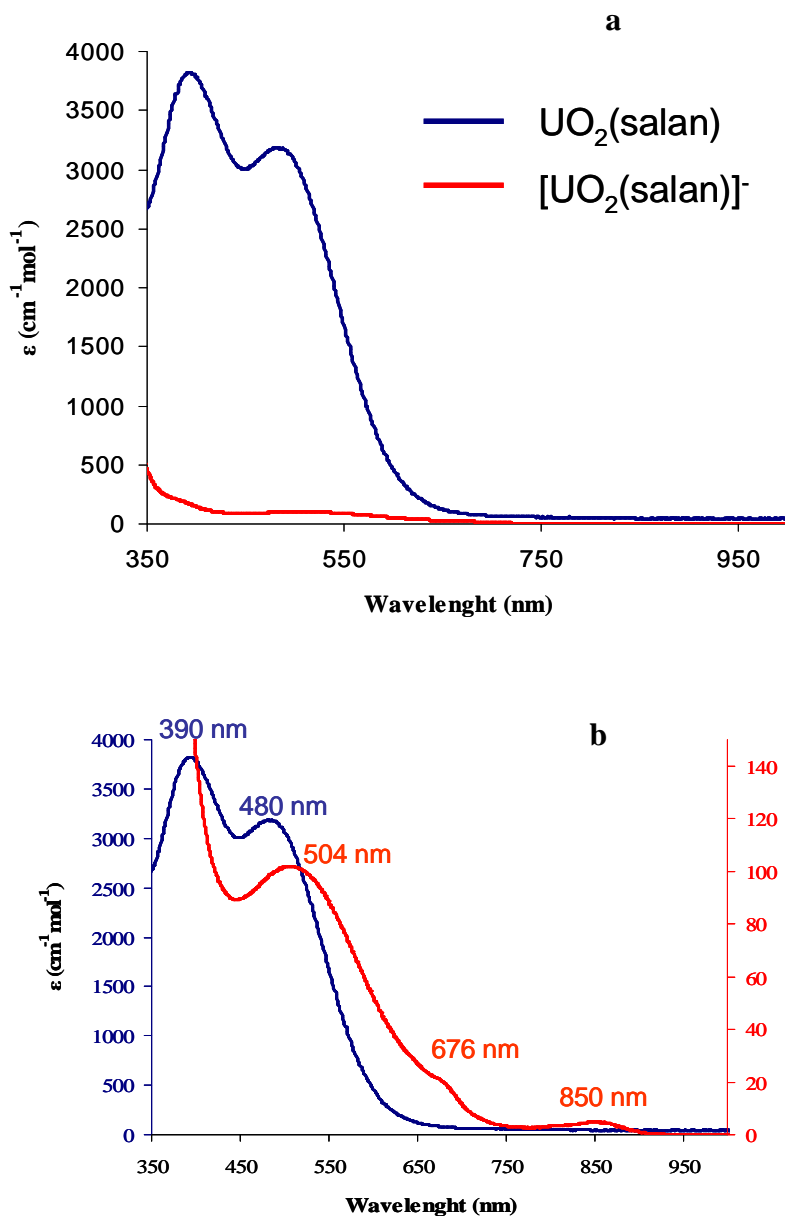 a
4000
3500
3000
2500
2000
1500
1000
500
0
ε (cm⁻¹mol⁻¹)
UO₂(salan)
[UO₂(salan)]⁻
350 550 750 950
Wavelenght (nm)
b
390 nm
480 nm
504 nm
676 nm
850 nm
4000
3500
3000
2500
2000
1500
1000
500
0
ε (cm⁻¹mol⁻¹)
140
120
100
80
60
40
20
0
350 450 550 650 750 850 950
Wavelenght (nm)